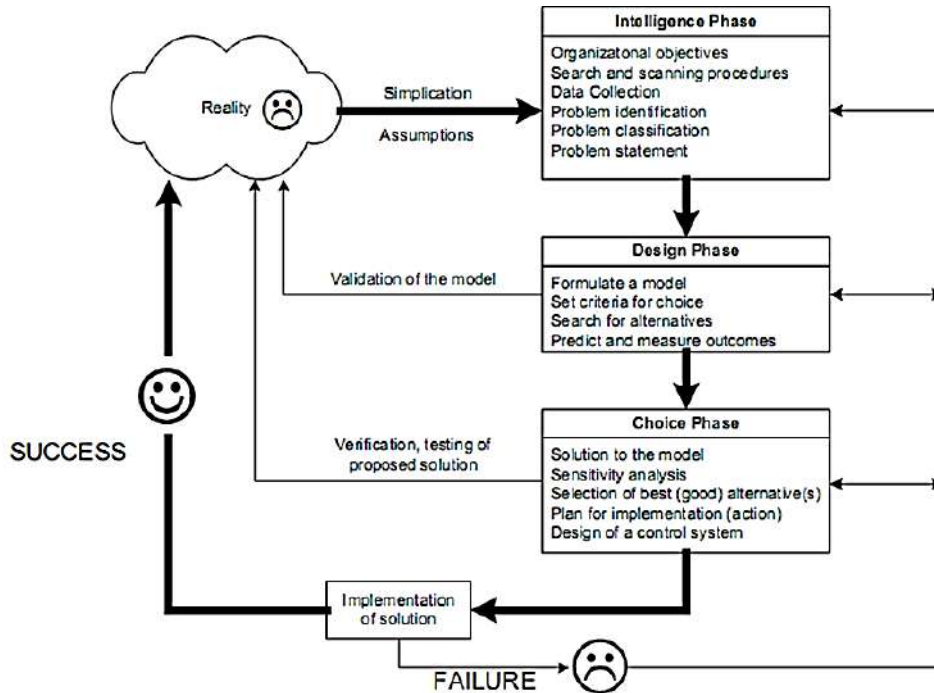 Intelligence Phase
Organizatonal objectives
Search and scanning procedures
Data Collection
Problem identification
Problem classification
Problem statement
Reality
Simplication
Assumptions
Design Phase
Formulate a model
Set criteria for choice
Search for alternatives
Predict and measure outcomes
Validation of the model
Choice Phase
Solution to the model
Sensitivity analysis
Selection of best (good) alternative(s)
Plan for implementation (action)
Design of a control system
Verification, testing of
proposed solution
SUCCESS
Implementation
of solution
FAILURE